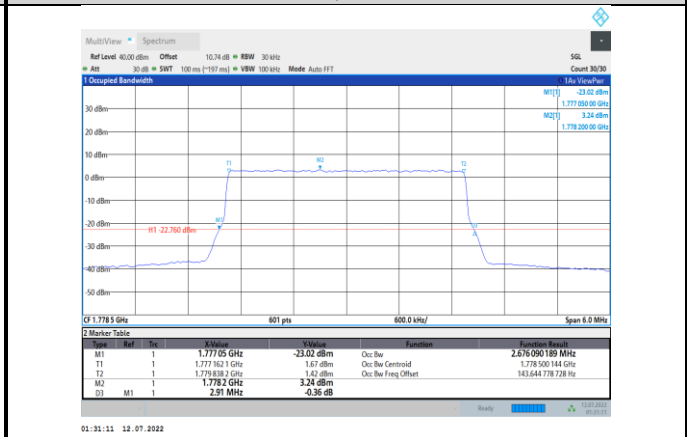 MultiView Spectrum
Ref Level 40.00 dBm Offset 10.74 dB RBW 30 kHz SGL
Att 30 dB SWT 100 ms (~197 ms) VBW 100 kHz Mode Auto FFT Count 30/30
1 Occupied Bandwidth 1Av ViewPwr
M1[1] -23.02 dBm
1.777 050 00 GHz
M2[1] 3.24 dBm
1.778 200 00 GHz
30 dBm
20 dBm
10 dBm
T1 M2 T2
0 dBm
-10 dBm
-20 dBm
M1
H1 -22.760 dBm
-30 dBm
-40 dBm
-50 dBm
CF 1.778 5 GHz 601 pts 600.0 kHz/ Span 6.0 MHz
2 Marker Table
Type Ref Trc X-Value Y-Value Function Function Result
M1 1 1.777 05 GHz -23.02 dBm Occ Bw 2.676 090 189 MHz
T1 1 1.777 162 1 GHz 1.67 dBm Occ Bw Centroid 1.778 500 144 GHz
T2 1 1.779 838 2 GHz 1.42 dBm Occ Bw Freq Offset 143.644 778 728 Hz
M2 1 1.778 2 GHz 3.24 dBm
D3 M1 1 2.91 MHz -0.36 dB
Ready
01:31:11 12.07.2022